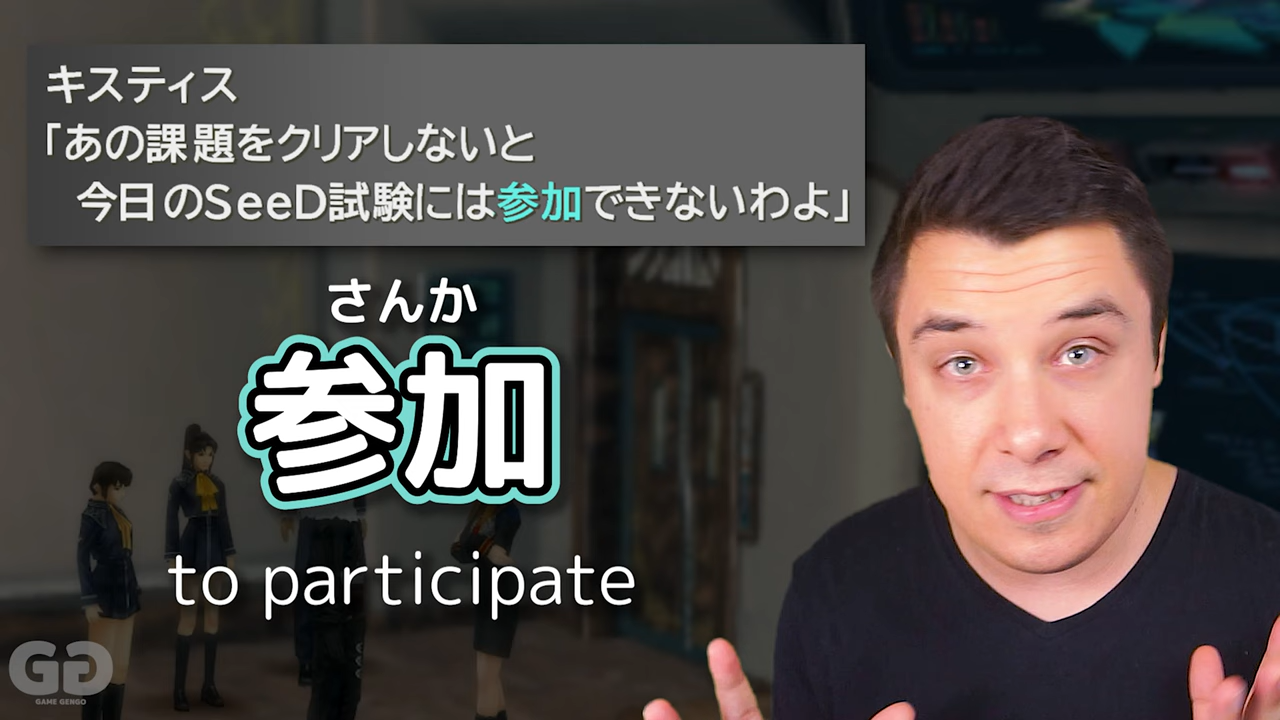 キスティス
「あの課題をクリアしないと
今日のSeeD試験には参加できないわよ」
さんか
参加
to participate
GG
GAME GENGO